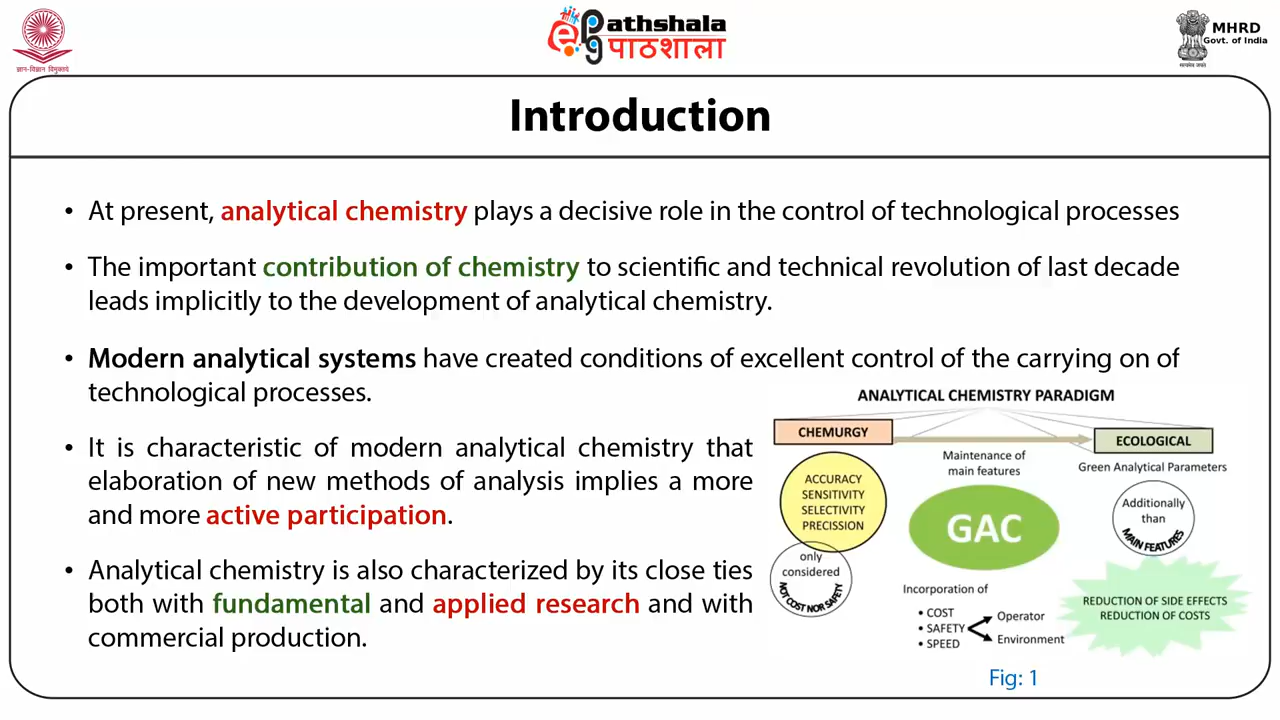 ज्ञान-विज्ञान विमुक्तये
epg Pathshala
पाठशाला
MHRD
Govt. of India
सत्यमेव जयते
Introduction
• At present, analytical chemistry plays a decisive role in the control of technological processes
• The important contribution of chemistry to scientific and technical revolution of last decade
leads implicitly to the development of analytical chemistry.
• Modern analytical systems have created conditions of excellent control of the carrying on of
technological processes.
• It is characteristic of modern analytical chemistry that
elaboration of new methods of analysis implies a more
and more active participation.
• Analytical chemistry is also characterized by its close ties
both with fundamental and applied research and with
commercial production.
ANALYTICAL CHEMISTRY PARADIGM
CHEMURGY
ECOLOGICAL
Maintenance of
main features
Green Analytical Parameters
ACCURACY
SENSITIVITY
SELECTIVITY
PRECISSION
only
considered
NOT COST NOR SAFETY
GAC
Additionally
than
MAIN FEATURES
Incorporation of
• COST
• SAFETY
• SPEED
Operator
Environment
REDUCTION OF SIDE EFFECTS
REDUCTION OF COSTS
Fig: 1